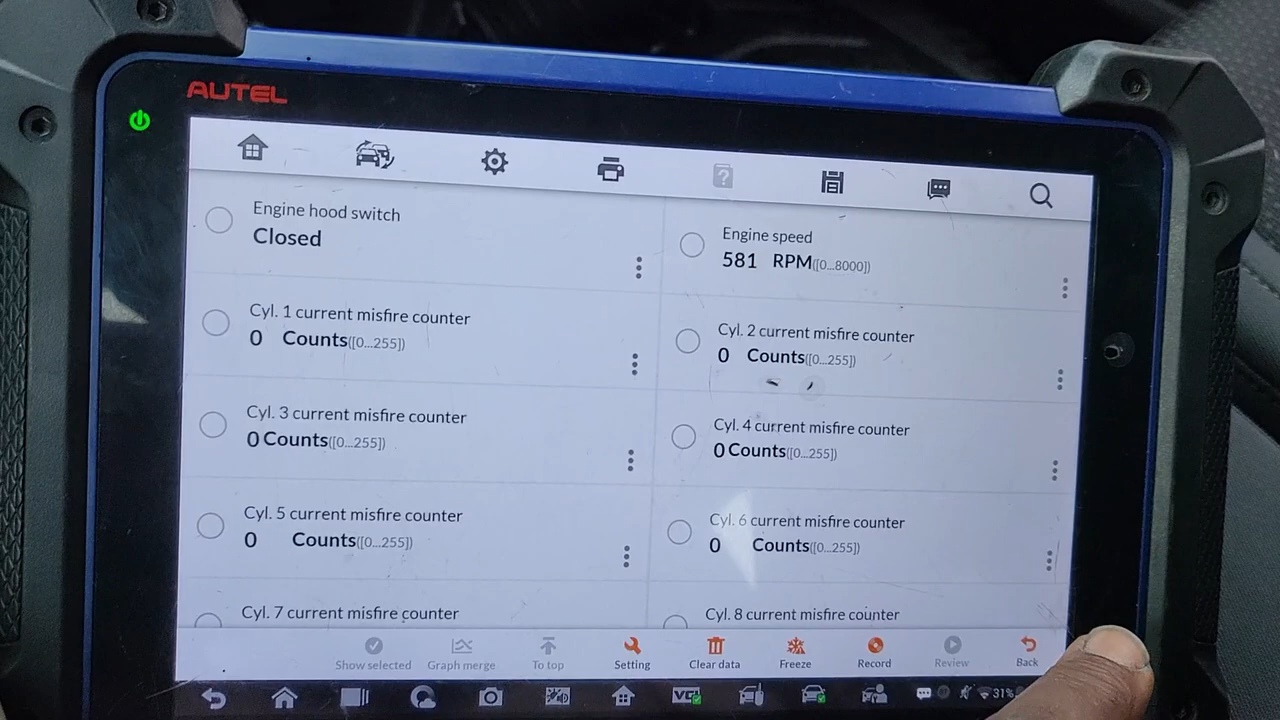 AUTEL
?
Engine hood switch
Closed
Engine speed
581 RPM([0...8000])
Cyl. 1 current misfire counter
0 Counts([0...255])
Cyl. 2 current misfire counter
0 Counts([0...255])
Cyl. 3 current misfire counter
0 Counts([0...255])
Cyl. 4 current misfire counter
0 Counts([0...255])
Cyl. 5 current misfire counter
0 Counts([0...255])
Cyl. 6 current misfire counter
0 Counts([0...255])
Cyl. 7 current misfire counter
Cyl. 8 current misfire counter
Show selected
Graph merge
To top
Setting
Clear data
Freeze
Record
Review
Back
VCI
31%